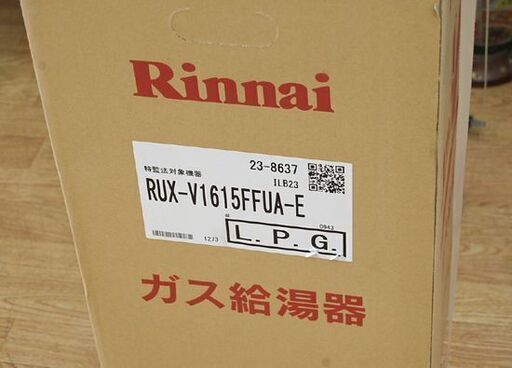 Rinnai
特監法対象機器 23-8637
ILB23
RUX-V1615FFUA-E
0943
12/3 L.P.G.
ガス給湯器